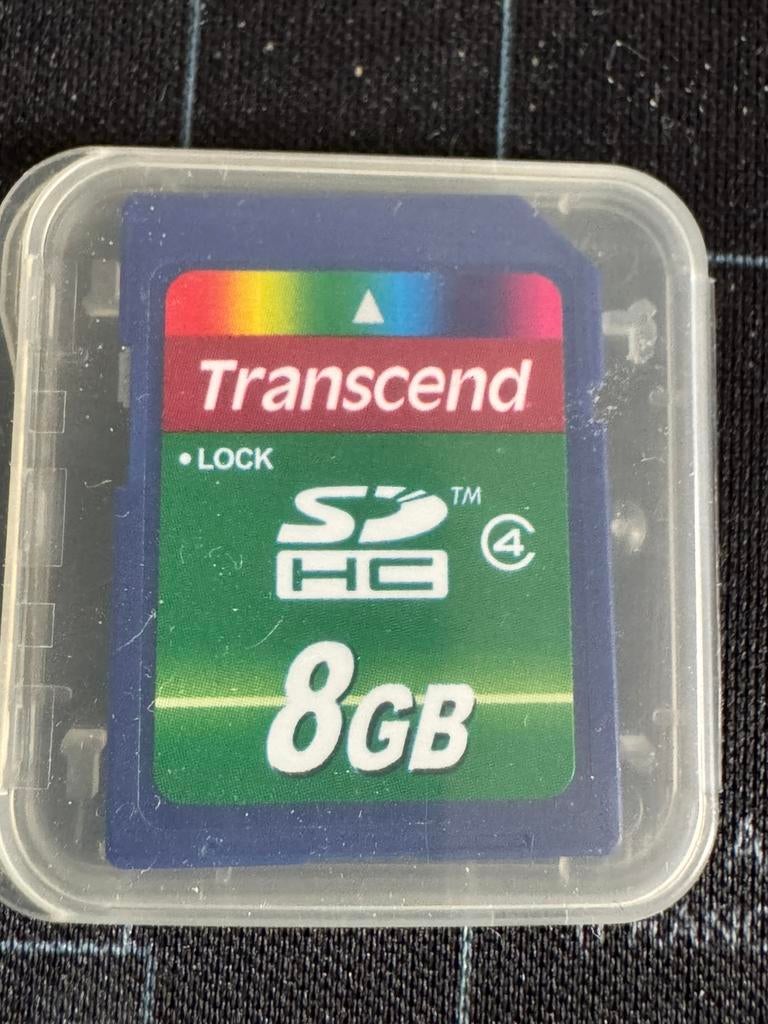 Transcend
• LOCK
SD™
HC
4
8GB